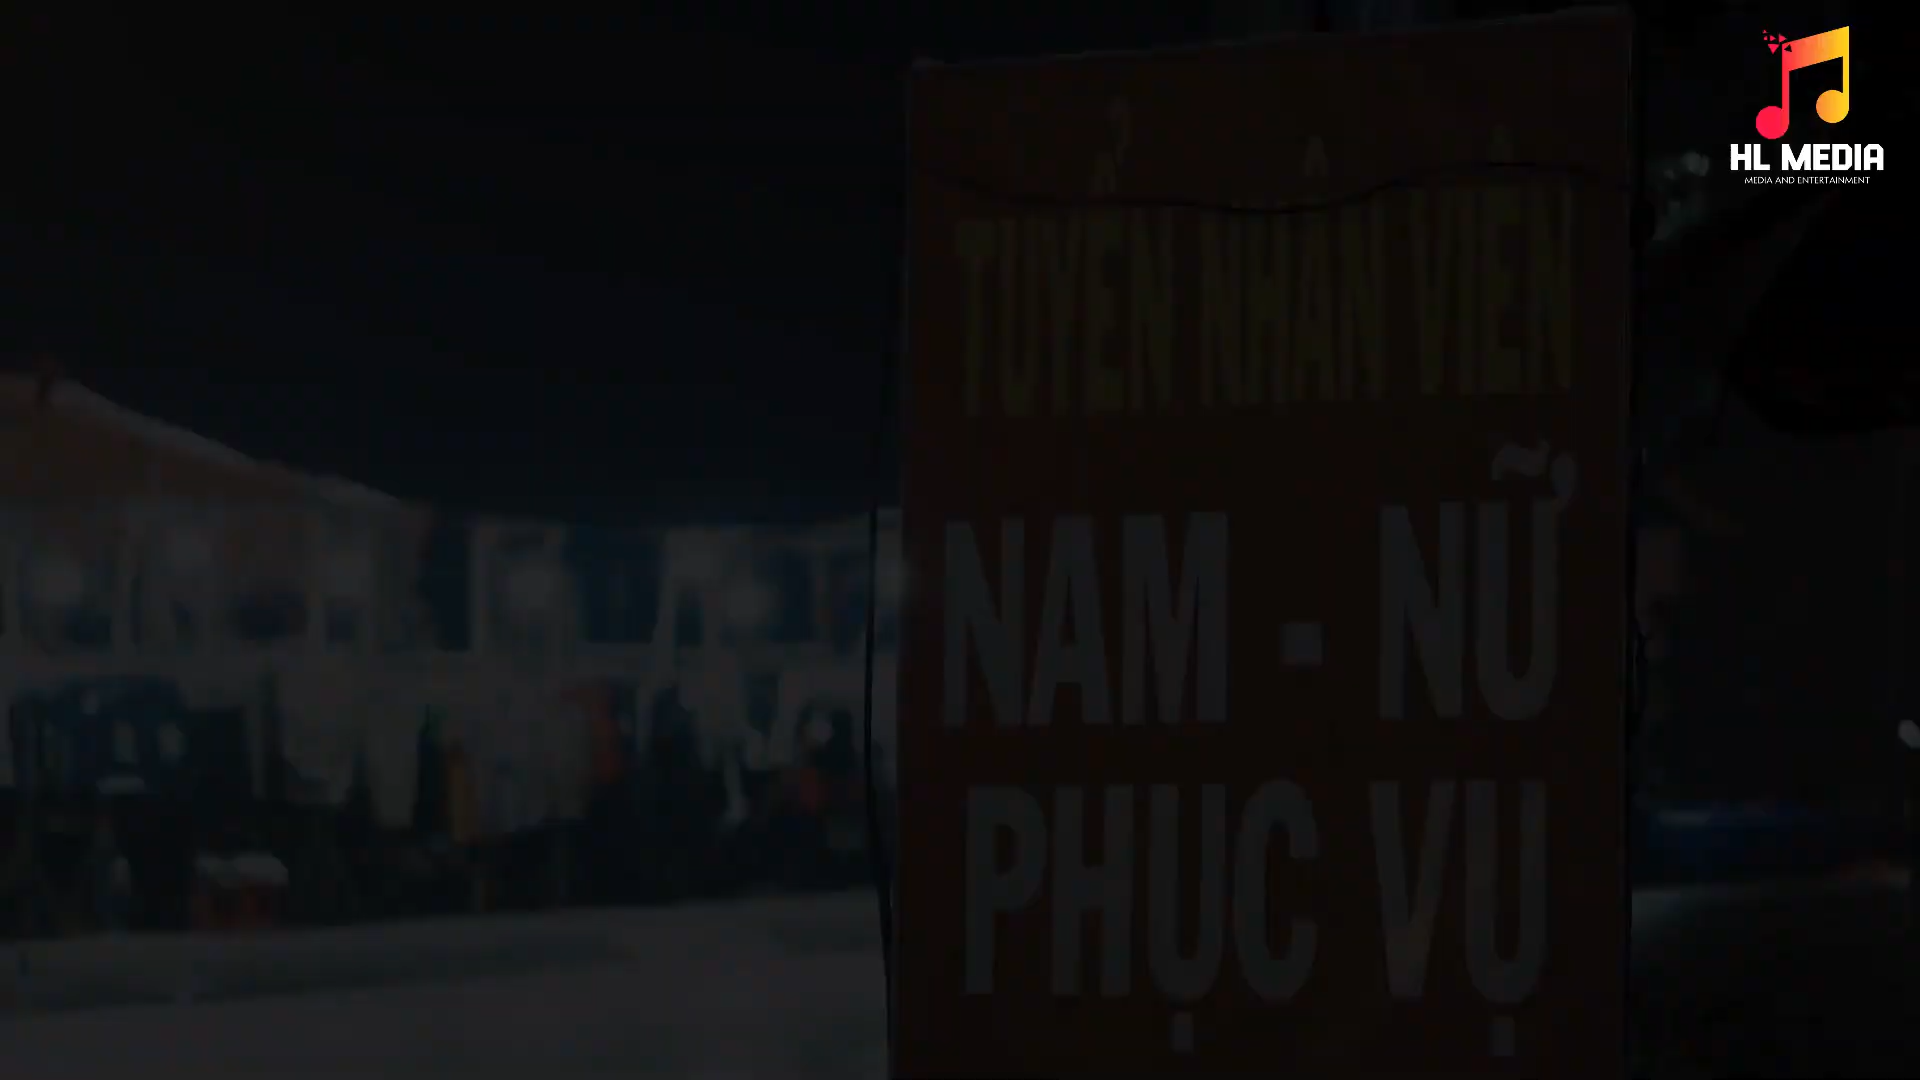 TUYỂN NHÂN VIÊN
NAM - NỮ
PHỤC VỤ
HL MEDIA
MEDIA AND ENTERTAINMENT